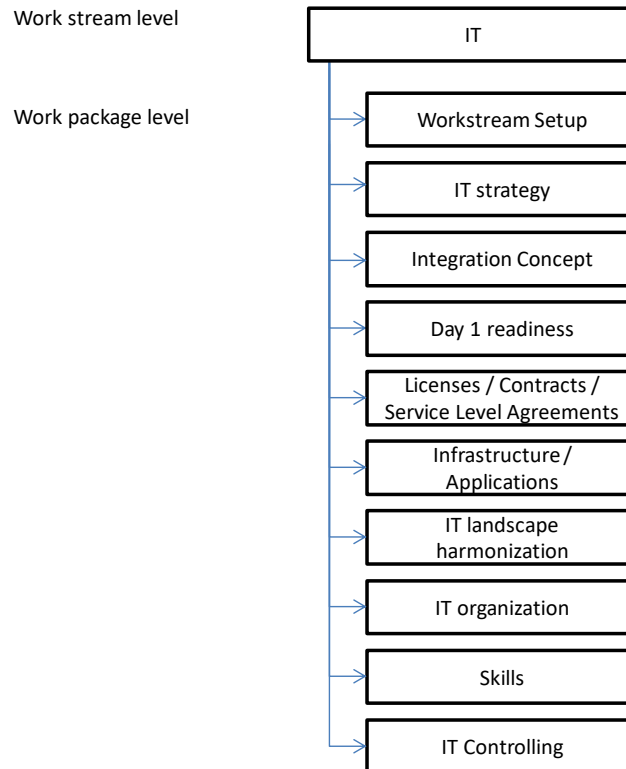 Work stream level
IT
Work package level
Workstream Setup
IT strategy
Integration Concept
Day 1 readiness
Licenses / Contracts /
Service Level Agreements
Infrastructure /
Applications
IT landscape
harmonization
IT organization
Skills
IT Controlling